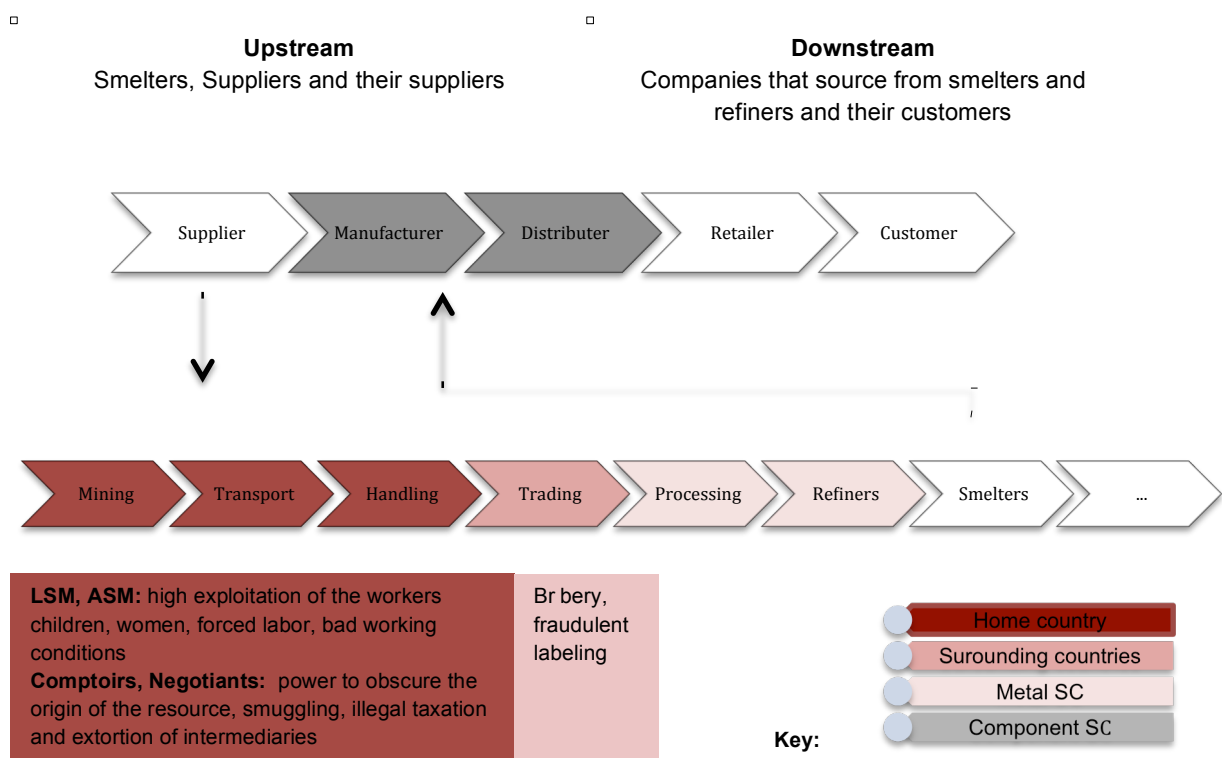 Upstream
Smelters, Suppliers and their suppliers
Downstream
Companies that source from smelters and
refiners and their customers
Supplier
Manufacturer
Distributer
Retailer
Customer
Mining
Transport
Handling
Trading
Processing
Refiners
Smelters
...
LSM, ASM: high exploitation of the workers
children, women, forced labor, bad working
conditions
Comptoirs, Negotiants: power to obscure the
origin of the resource, smuggling, illegal taxation
and extortion of intermediaries
Br bery,
fraudulent
labeling
Key:
Home country
Surounding countries
Metal SC
Component SC